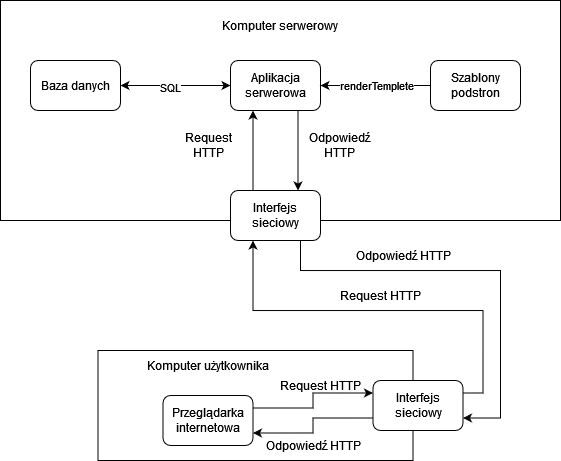 Komputer serwerowy
Baza danych
SQL
Aplikacja
serwerowa
renderTemplete
Szablony
podstron
Request
HTTP
Odpowiedź
HTTP
Interfejs
sieciowy
Odpowiedź HTTP
Request HTTP
Komputer użytkownika
Request HTTP
Przeglądarka
internetowa
Interfejs
sieciowy
Odpowiedź HTTP